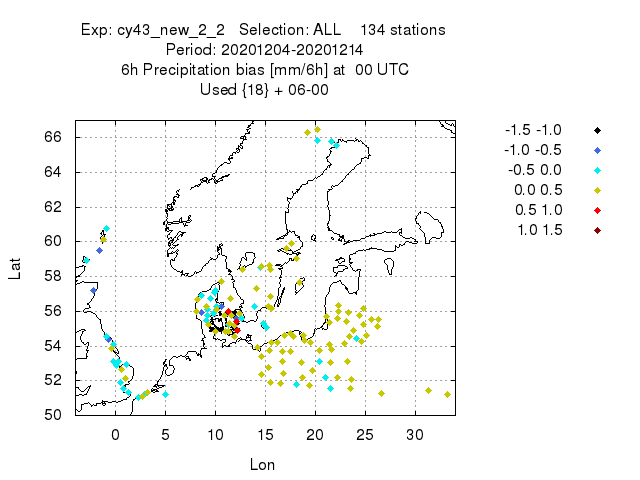 Exp: cy43_new_2_2   Selection: ALL    134 stations
Period: 20201204-20201214
6h Precipitation bias [mm/6h] at  00 UTC
Used {18} + 06-00
-1.5 -1.0
-1.0 -0.5
-0.5 0.0
0.0 0.5
0.5 1.0
1.0 1.5
66
64
62
60
58
56
54
52
50
Lat
0 5 10 15 20 25 30
Lon